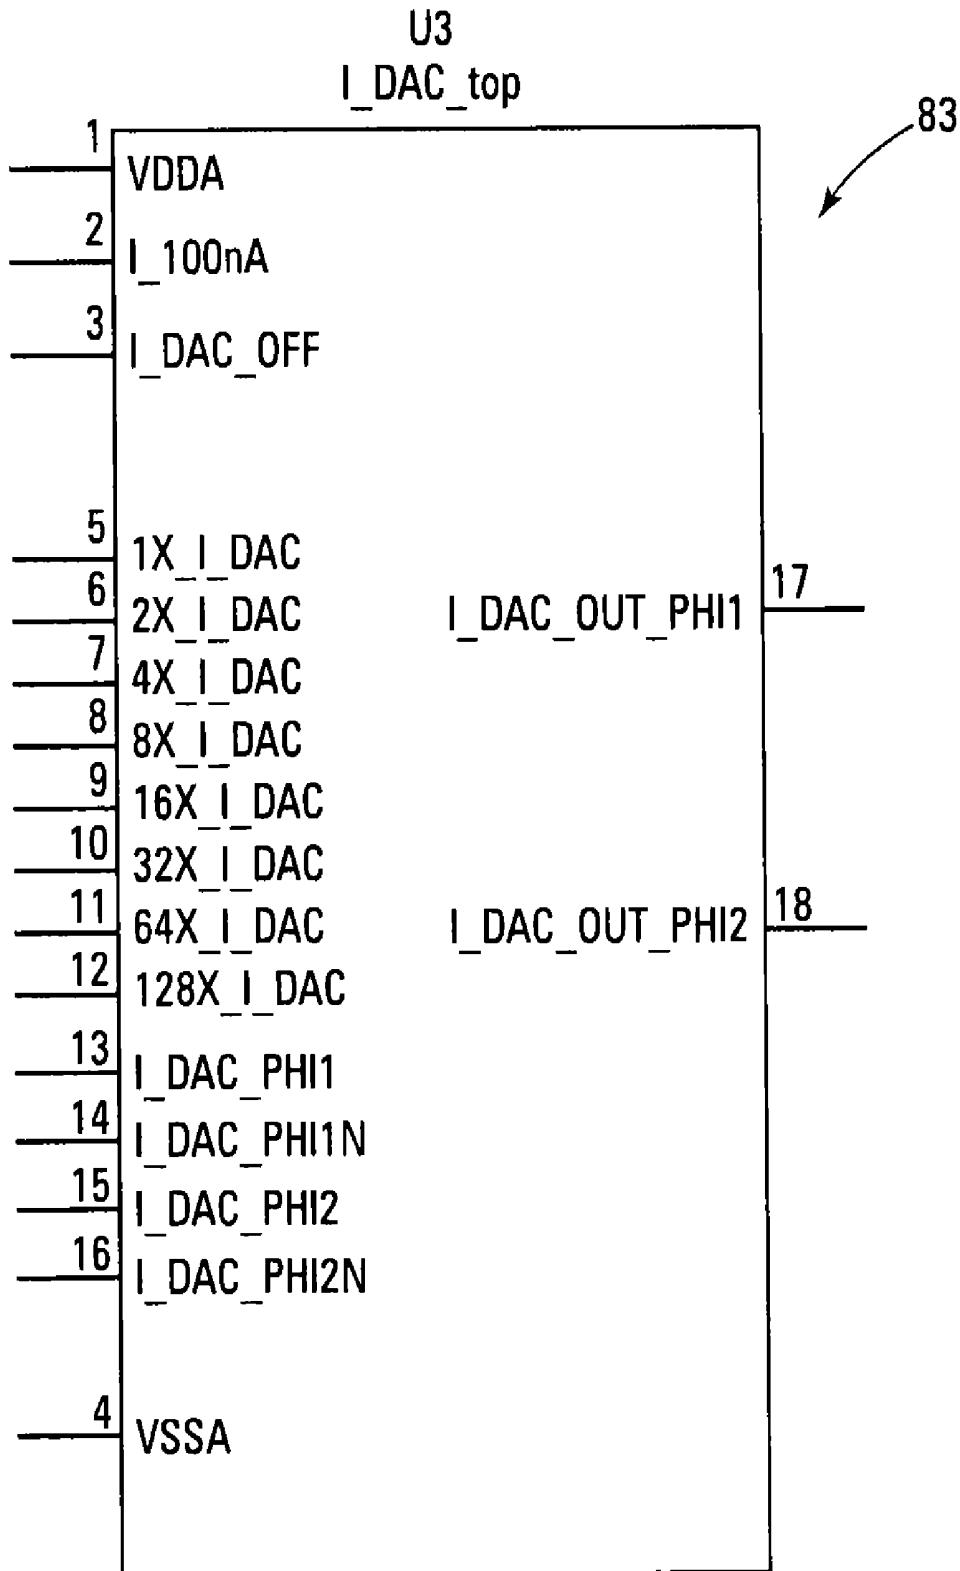 U3
I_DAC_top
83
1 VDDA
2 I_100nA
3 I_DAC_OFF
5 1X_I_DAC
6 2X_I_DAC
7 4X_I_DAC
8 8X_I_DAC
9 16X_I_DAC
10 32X_I_DAC
11 64X_I_DAC
12 128X_I_DAC
13 I_DAC_PHI1
14 I_DAC_PHI1N
15 I_DAC_PHI2
16 I_DAC_PHI2N
4 VSSA
I_DAC_OUT_PHI1 17
I_DAC_OUT_PHI2 18